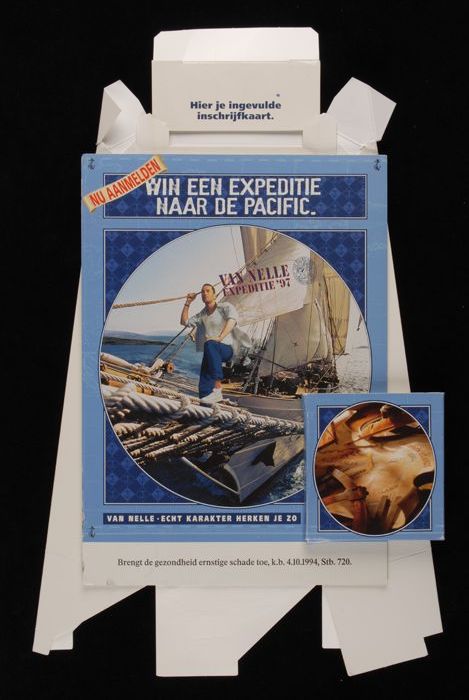 Hier je ingevulde
inschrijfkaart.
NU AANMELDEN
WIN EEN EXPEDITIE
NAAR DE PACIFIC.
VAN NELLE
EXPEDITIE '97
VAN NELLE · ECHT KARAKTER HERKEN JE ZO
Brengt de gezondheid ernstige schade toe, k.b. 4.10.1994, Stb. 720.